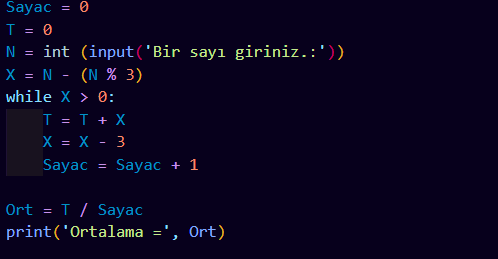 Sayac = 0
T = 0
N = int (input('Bir sayı giriniz.:'))
X = N - (N % 3)
while X > 0:
    T = T + X
    X = X - 3
    Sayac = Sayac + 1

Ort = T / Sayac
print('Ortalama =', Ort)